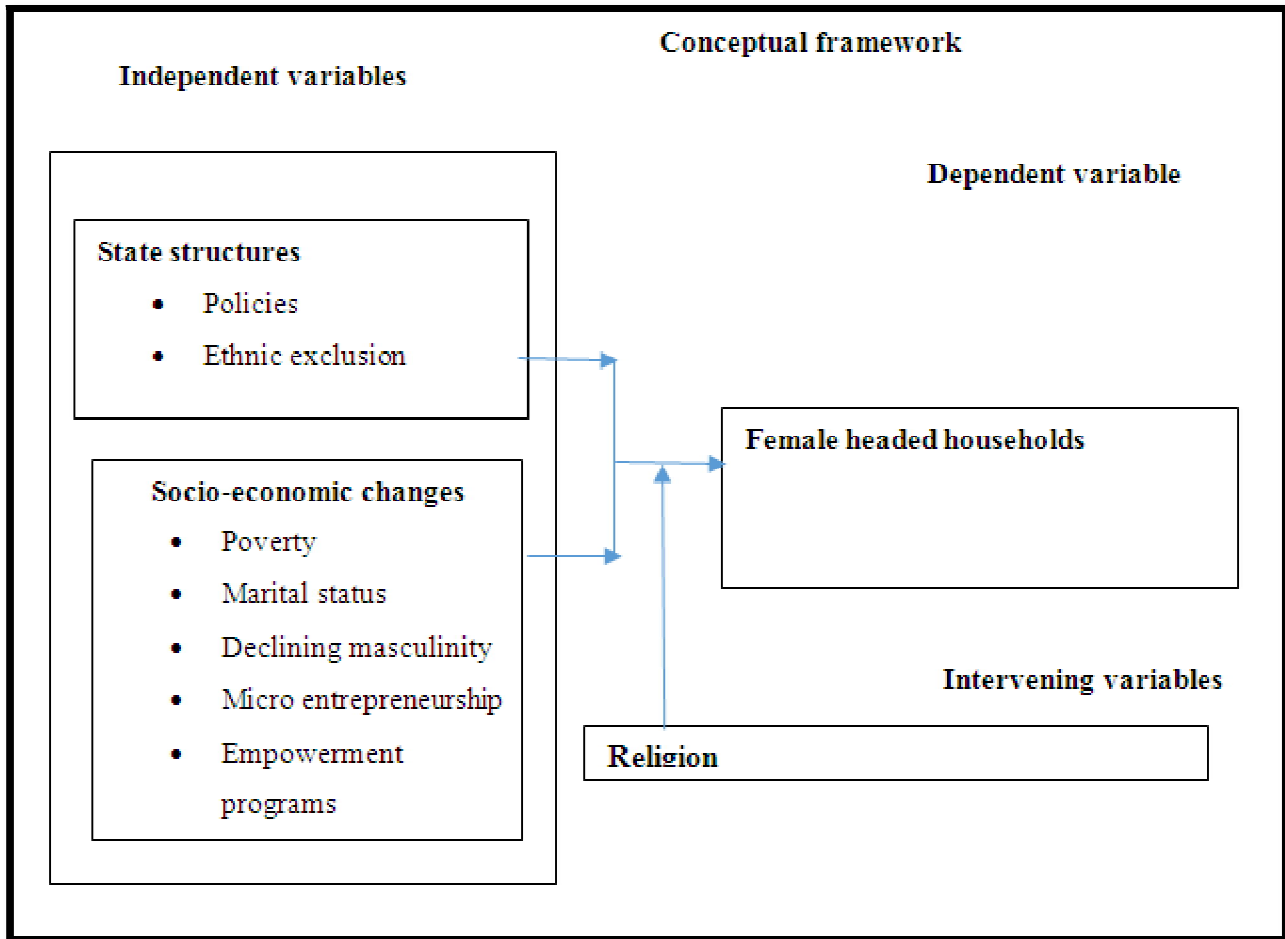 Conceptual framework
Independent variables
Dependent variable
State structures
• Policies
• Ethnic exclusion
Female headed households
Socio-economic changes
• Poverty
• Marital status
• Declining masculinity
• Micro entrepreneurship
• Empowerment
programs
Intervening variables
Religion